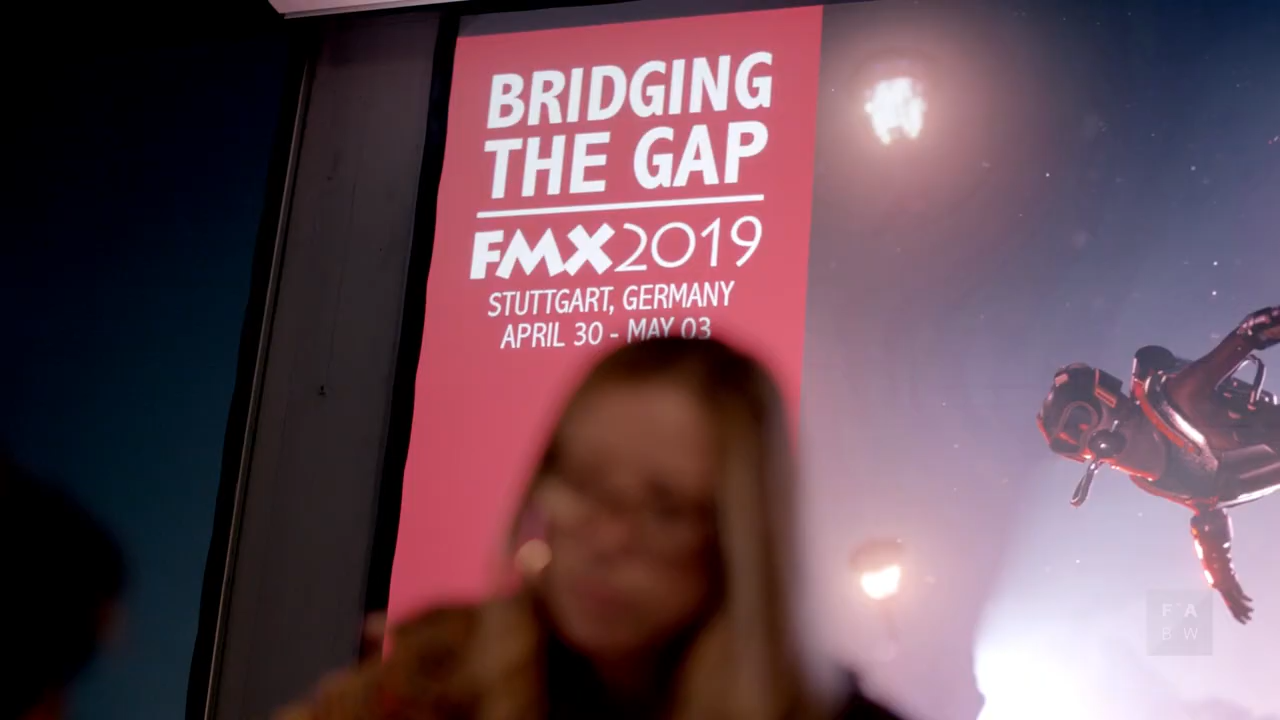 BRIDGING
THE GAP
FMX2019
STUTTGART, GERMANY
APRIL 30 - MAY 03
F A
B W